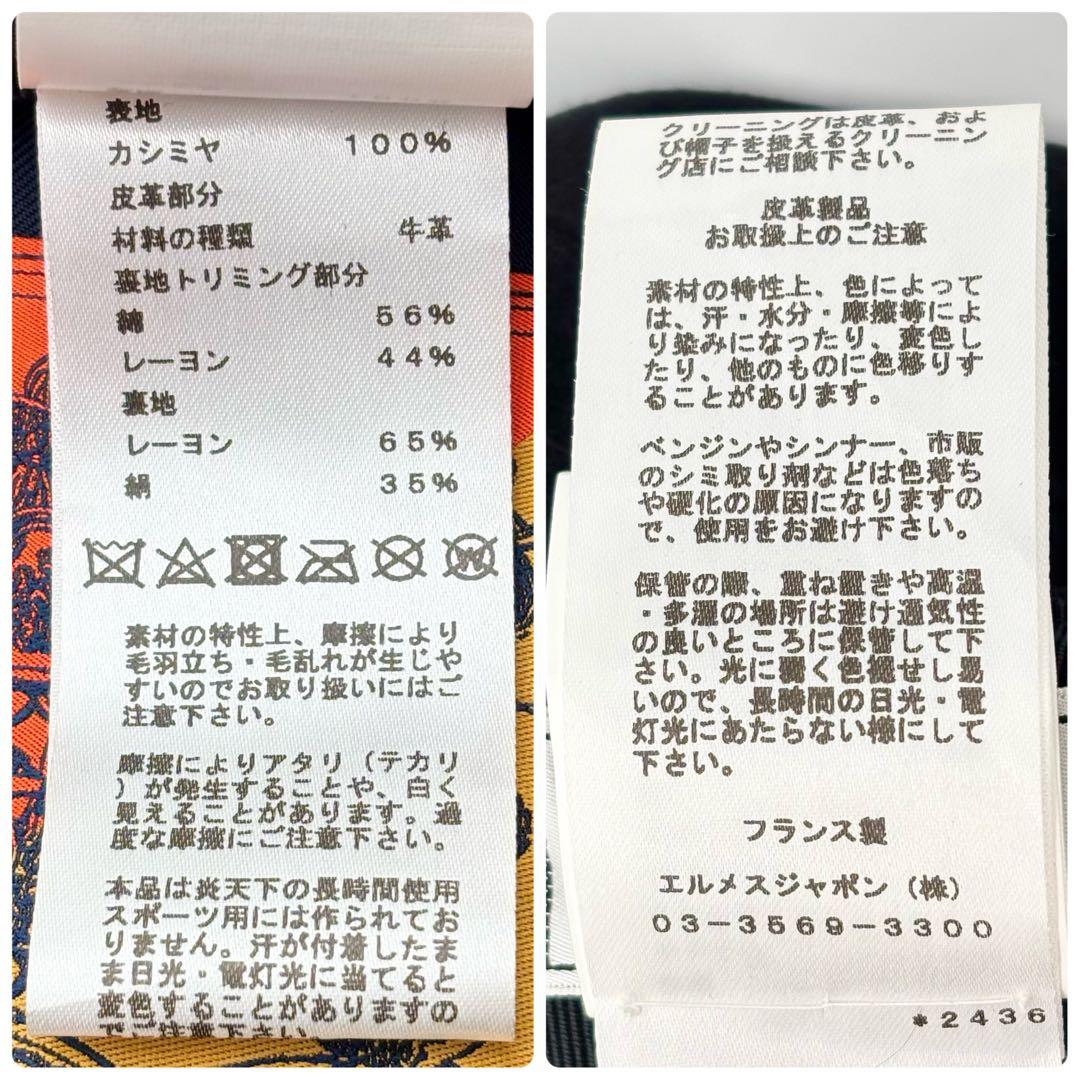 表地
カシミヤ 100%
皮革部分
材料の種類 牛革
裏地トリミング部分
綿 56%
レーヨン 44%
裏地
レーヨン 65%
絹 35%
W
素材の特性上、摩擦により
毛羽立ち・毛乱れが生じや
すいのでお取り扱いにはご
注意下さい。
摩擦によりアタリ（テカリ
）が発生することや、白く
見えることがあります。過
度な摩擦にご注意下さい。
本品は炎天下の長時間使用
スポーツ用には作られてお
りません。汗が付着したま
ま日光・電灯光に当てると
変色することがありますの
でご注意下さい
クリーニングは皮革、およ
び帽子を扱えるクリーニン
グ店にご相談下さい。
皮革製品
お取扱上のご注意
素材の特性上、色によって
は、汗・水分・摩擦等によ
り染みになったり、変色し
たり、他のものに色移りす
ることがあります。
ベンジンやシンナー、市販
のシミ取り剤などは色落ち
や硬化の原因になりますの
で、使用をお避け下さい。
保管の際、重ね置きや高温
・多湿の場所は避け通気性
の良いところに保管して下
さい。光に弱く色褪せし易
いので、長時間の日光・電
灯光にあたらない様にして
下さい。
フランス製
エルメスジャポン（株）
03-3569-3300
*2436